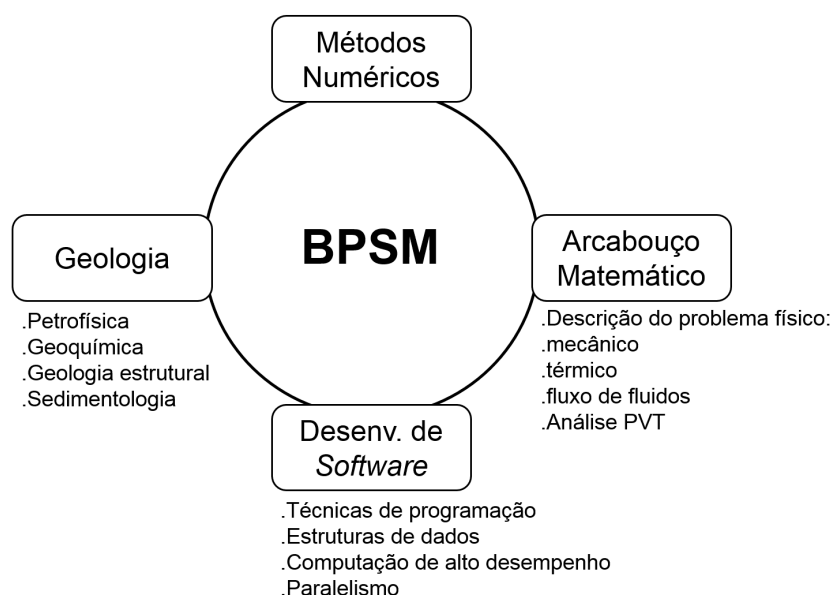 Métodos
Numéricos
BPSM
Geologia
.Petrofísica
.Geoquímica
.Geologia estrutural
.Sedimentologia
Arcabouço
Matemático
.Descrição do problema físico:
.mecânico
.térmico
.fluxo de fluidos
.Análise PVT
Desenv. de
Software
.Técnicas de programação
.Estruturas de dados
.Computação de alto desempenho
.Paralelismo